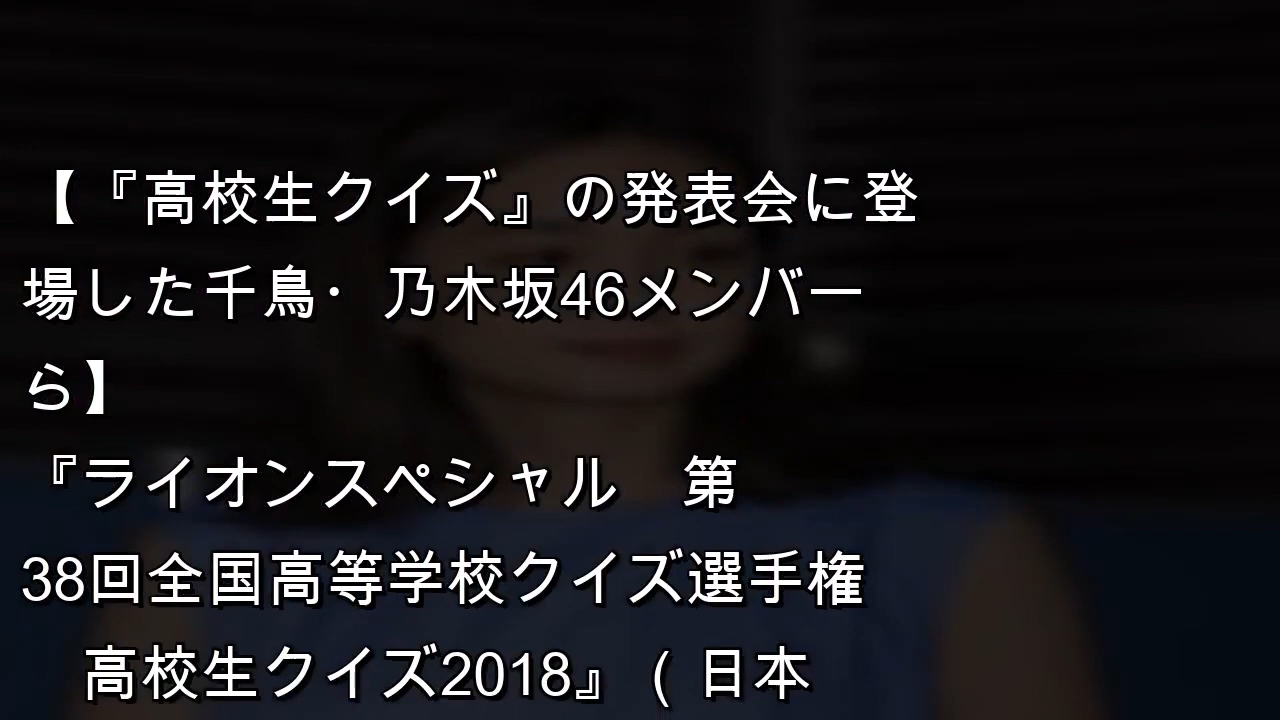 【『高校生クイズ』の発表会に登
場した千鳥・乃木坂46メンバー
ら】
『ライオンスペシャル　第
38回全国高等学校クイズ選手権
　高校生クイズ2018』（日本